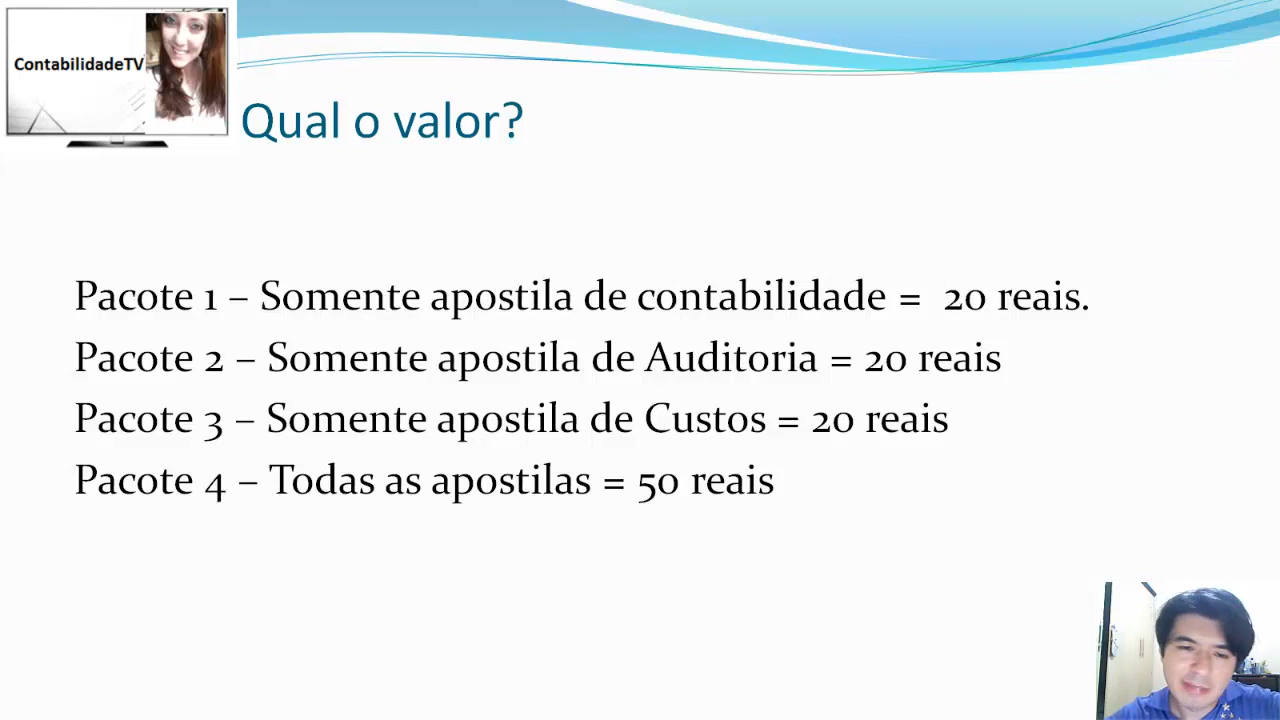 ContabilidadeTV
Qual o valor?
Pacote 1 – Somente apostila de contabilidade = 20 reais.
Pacote 2 – Somente apostila de Auditoria = 20 reais
Pacote 3 – Somente apostila de Custos = 20 reais
Pacote 4 – Todas as apostilas = 50 reais